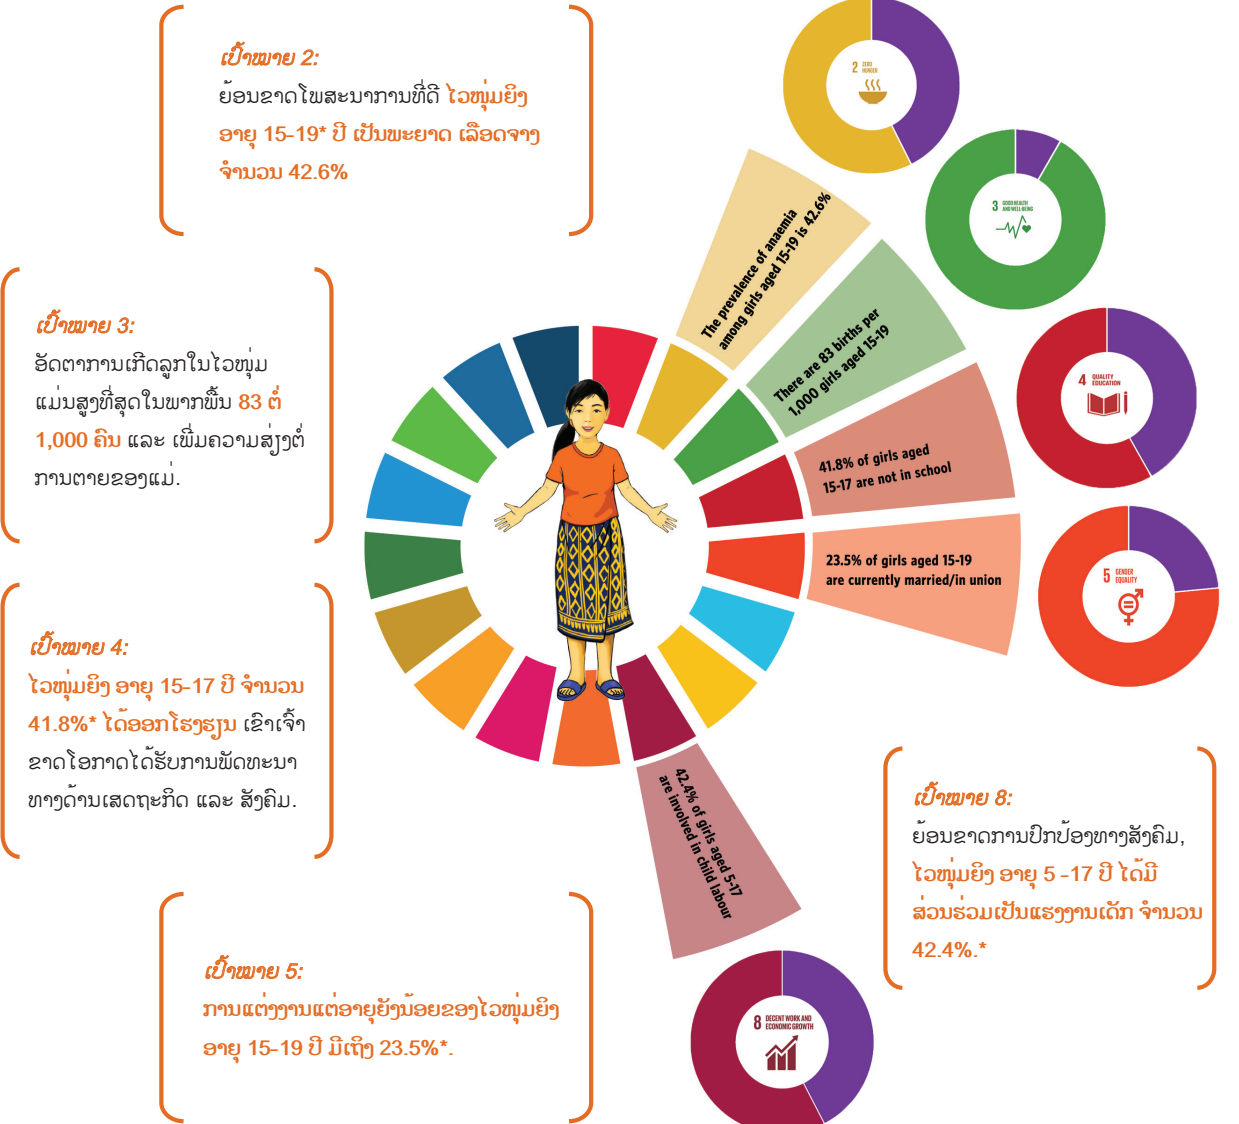 ເປົ້າໝາຍ 2:
ຍ້ອນຂາດໂພສະນາການທີ່ດີ ໄວໜຸ່ມຍິງ
ອາຍຸ 15-19* ປີ ເປັນພະຍາດ ເລືອດຈາງ
ຈຳນວນ 42.6%
ເປົ້າໝາຍ 3:
ອັດຕາການເກີດລູກໃນໄວໜຸ່ມ
ແມ່ນສູງທີ່ສຸດໃນພາກພື້ນ 83 ຕໍ່
1,000 ຄົນ ແລະ ເພີ່ມຄວາມສ່ຽງຕໍ່
ການຕາຍຂອງແມ່.
ເປົ້າໝາຍ 4:
ໄວໜຸ່ມຍິງ ອາຍຸ 15-17 ປີ ຈຳນວນ
41.8%* ໄດ້ອອກໂຮງຮຽນ ເຂົາເຈົ້າ
ຂາດໂອກາດໄດ້ຮັບການພັດທະນາ
ທາງດ້ານເສດຖະກິດ ແລະ ສັງຄົມ.
ເປົ້າໝາຍ 5:
ການແຕ່ງງານແຕ່ອາຍຸຍັງນ້ອຍຂອງໄວໜຸ່ມຍິງ
ອາຍຸ 15-19 ປີ ມີເຖິງ 23.5%*.
2 ZERO
HUNGER
The prevalence of anaemia
among girls aged 15-19 is 42.6%
3 GOOD HEALTH
AND WELL-BEING
There are 83 births per
1,000 girls aged 15-19
4 QUALITY
EDUCATION
41.8% of girls aged
15-17 are not in school
5 GENDER
EQUALITY
23.5% of girls aged 15-19
are currently married/in union
42.4% of girls aged 5-17
are involved in child labour
8 DECENT WORK AND
ECONOMIC GROWTH
ເປົ້າໝາຍ 8:
ຍ້ອນຂາດການປົກປ້ອງທາງສັງຄົມ,
ໄວໜຸ່ມຍິງ ອາຍຸ 5 -17 ປີ ໄດ້ມີ
ສ່ວນຮ່ວມເປັນແຮງງານເດັກ ຈຳນວນ
42.4%.*